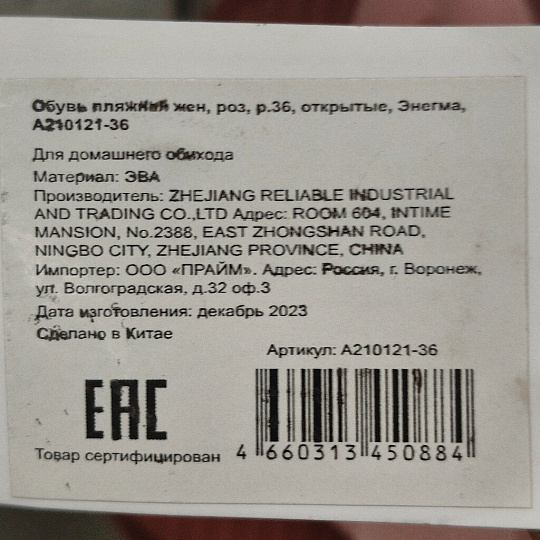 Обувь пляжная жен, роз, р.36, открытые, Энегма,
А210121-36
Для домашнего обихода
Материал: ЭВА
Производитель: ZHEJIANG RELIABLE INDUSTRIAL
AND TRADING CO.,LTD Адрес: ROOM 604, INTIME
MANSION, No.2388, EAST ZHONGSHAN ROAD,
NINGBO CITY, ZHEJIANG PROVINCE, CHINA
Импортер: ООО «ПРАЙМ». Адрес: Россия, г. Воронеж,
ул. Волгоградская, д.32 оф.3
Дата изготовления: декабрь 2023
Сделано в Китае
Артикул: А210121-36
EAC
Товар сертифицирован
4 660313 450884